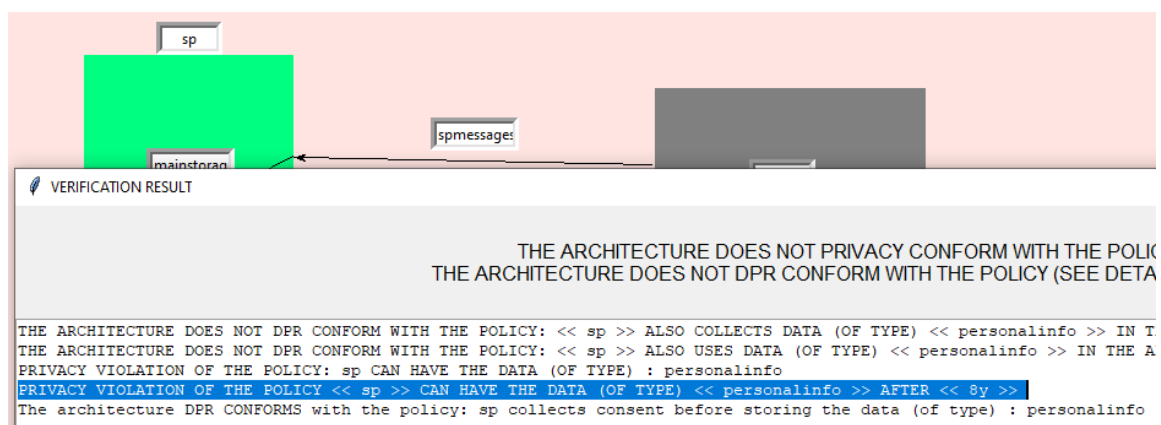 sp
spmessages
mainstorag
VERIFICATION RESULT
THE ARCHITECTURE DOES NOT PRIVACY CONFORM WITH THE POLIC
THE ARCHITECTURE DOES NOT DPR CONFORM WITH THE POLICY (SEE DETA
THE ARCHITECTURE DOES NOT DPR CONFORM WITH THE POLICY: << sp >> ALSO COLLECTS DATA (OF TYPE) << personalinfo >> IN T
THE ARCHITECTURE DOES NOT DPR CONFORM WITH THE POLICY: << sp >> ALSO USES DATA (OF TYPE) << personalinfo >> IN THE A
PRIVACY VIOLATION OF THE POLICY: sp CAN HAVE THE DATA (OF TYPE) : personalinfo
PRIVACY VIOLATION OF THE POLICY << sp >> CAN HAVE THE DATA (OF TYPE) << personalinfo >> AFTER << 8y >>
The architecture DPR CONFORMS with the policy: sp collects consent before storing the data (of type) : personalinfo